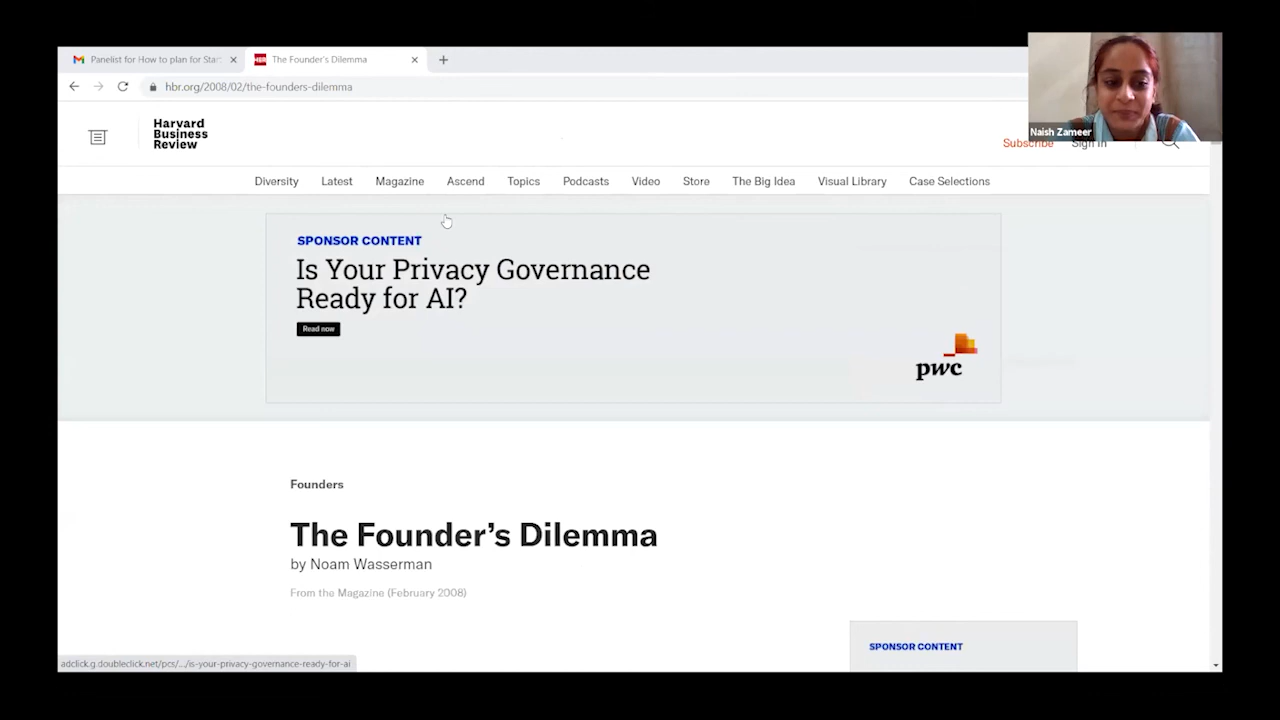 Panelist for How to plan for Star
The Founder's Dilemma
hbr.org/2008/02/the-founders-dilemma
Harvard
Business
Review
Naish Zameer
Subscribe Sign In
Diversity Latest Magazine Ascend Topics Podcasts Video Store The Big Idea Visual Library Case Selections
SPONSOR CONTENT
Is Your Privacy Governance
Ready for AI?
Read now
pwc
Founders
The Founder’s Dilemma
by Noam Wasserman
From the Magazine (February 2008)
SPONSOR CONTENT
adclick.g.doubleclick.net/pcs/.../is-your-privacy-governance-ready-for-ai